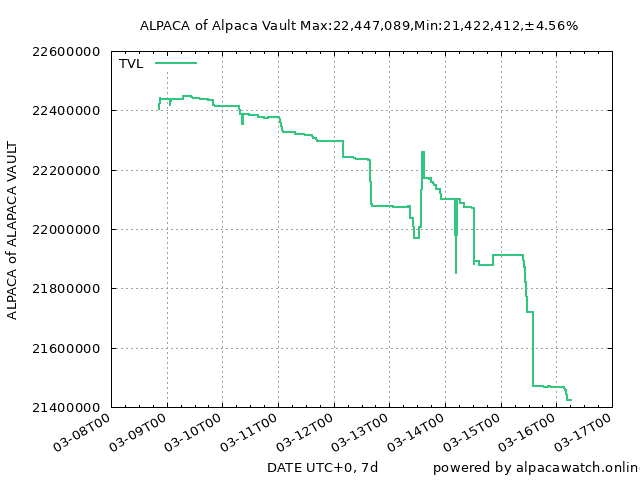 ALPACA of Alpaca Vault Max:22,447,089,Min:21,422,412,±4.56%
TVL
22600000
22400000
22200000
22000000
21800000
21600000
21400000
ALPACA of ALAPACA VAULT
03-08T00
03-09T00
03-10T00
03-11T00
03-12T00
03-13T00
03-14T00
03-15T00
03-16T00
03-17T00
DATE UTC+0, 7d
powered by alpacawatch.onlin